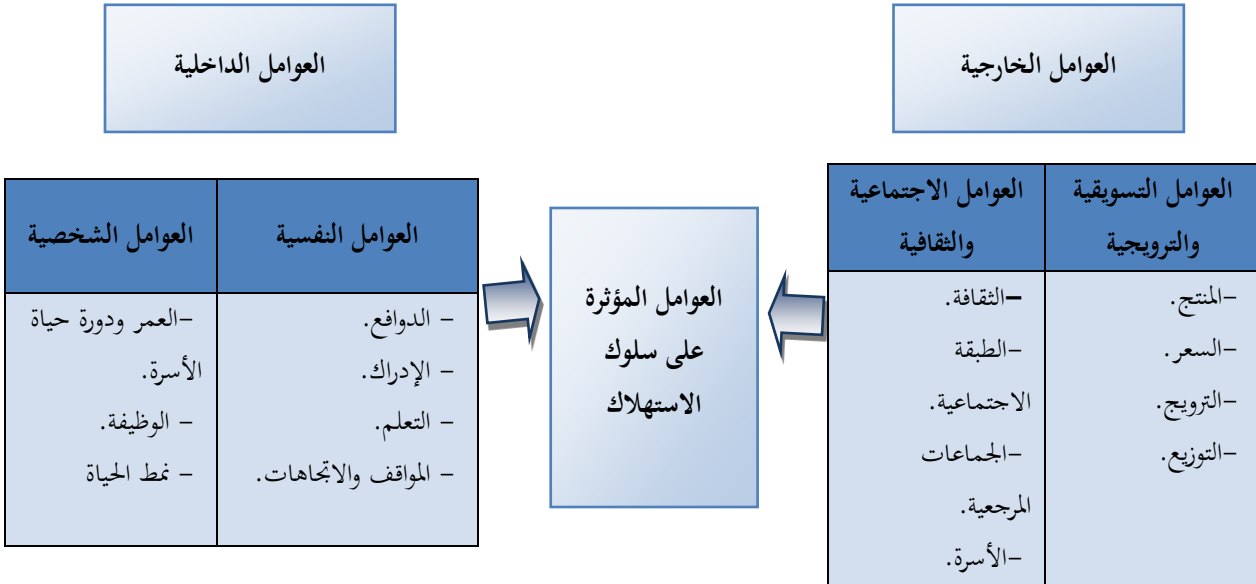 العوامل الخارجية
العوامل الداخلية
العوامل التسويقية
والترويجية
-المنتج.
-السعر.
-الترويج.
-التوزيع.
العوامل الاجتماعية
والثقافية
-الثقافة.
-الطبقة
الاجتماعية.
-الجماعات
المرجعية.
-الأسرة.
العوامل المؤثرة
على سلوك
الاستهلاك
العوامل النفسية
- الدوافع.
- الإدراك.
- التعلم.
- المواقف والاتجاهات.
العوامل الشخصية
-العمر ودورة حياة
الأسرة.
- الوظيفة.
- نمط الحياة